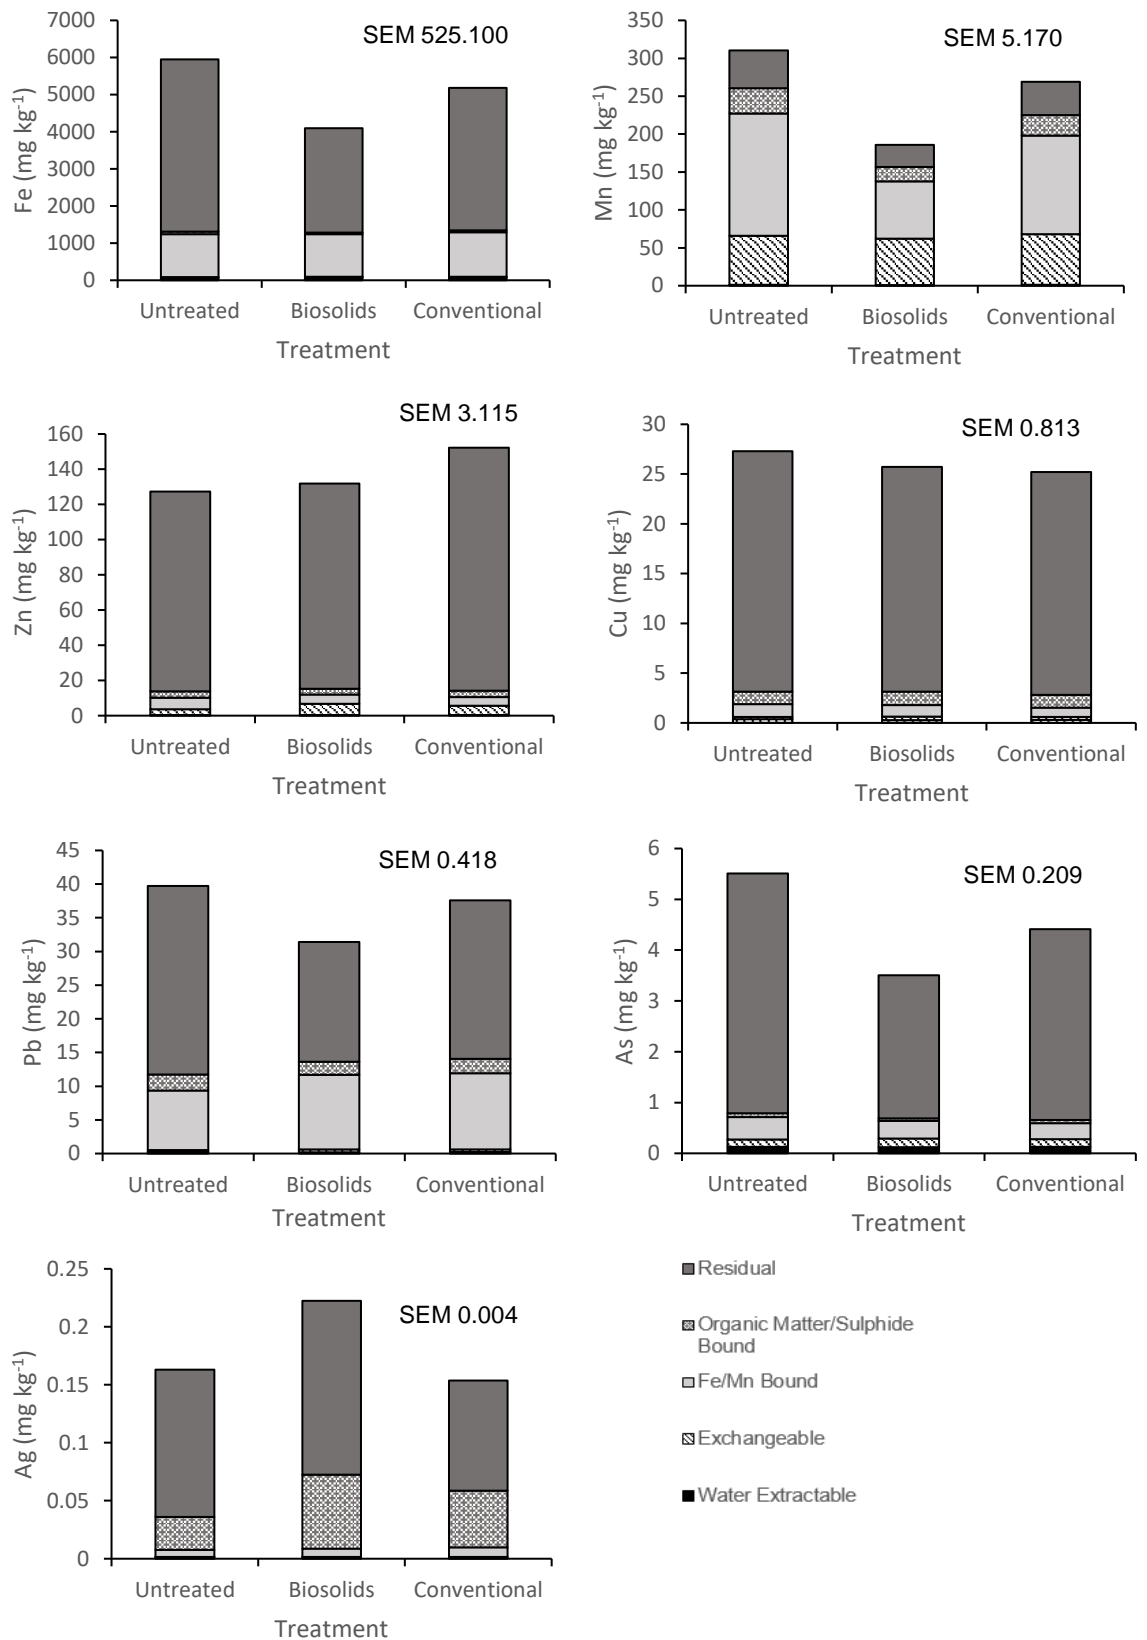 SEM 525.100
Fe (mg kg⁻¹)
7000
6000
5000
4000
3000
2000
1000
0
Untreated Biosolids Conventional
Treatment
SEM 5.170
Mn (mg kg⁻¹)
350
300
250
200
150
100
50
0
Untreated Biosolids Conventional
Treatment
SEM 3.115
Zn (mg kg⁻¹)
160
140
120
100
80
60
40
20
0
Untreated Biosolids Conventional
Treatment
SEM 0.813
Cu (mg kg⁻¹)
30
25
20
15
10
5
0
Untreated Biosolids Conventional
Treatment
SEM 0.418
Pb (mg kg⁻¹)
45
40
35
30
25
20
15
10
5
0
Untreated Biosolids Conventional
Treatment
SEM 0.209
As (mg kg⁻¹)
6
5
4
3
2
1
0
Untreated Biosolids Conventional
Treatment
SEM 0.004
Ag (mg kg⁻¹)
0.25
0.2
0.15
0.1
0.05
0
Untreated Biosolids Conventional
Treatment
Residual
Organic Matter/Sulphide
Bound
Fe/Mn Bound
Exchangeable
Water Extractable